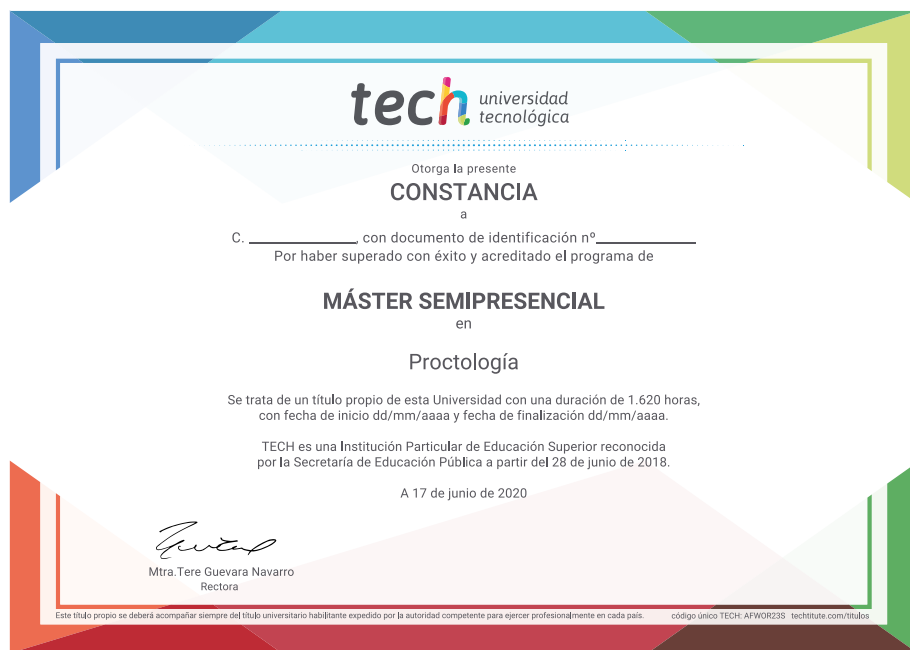 tech universidad
tecnológica
Otorga la presente
CONSTANCIA
a
C. ____________, con documento de identificación nº____________
Por haber superado con éxito y acreditado el programa de
MÁSTER SEMIPRESENCIAL
en
Proctología
Se trata de un título propio de esta Universidad con una duración de 1.620 horas,
con fecha de inicio dd/mm/aaaa y fecha de finalización dd/mm/aaaa.
TECH es una Institución Particular de Educación Superior reconocida
por la Secretaría de Educación Pública a partir del 28 de junio de 2018.
A 17 de junio de 2020
Mtra.Tere Guevara Navarro
Rectora
Este título propio se deberá acompañar siempre del título universitario habilitante expedido por la autoridad competente para ejercer profesionalmente en cada país. código único TECH: AFWOR23S techtitute.com/titulos